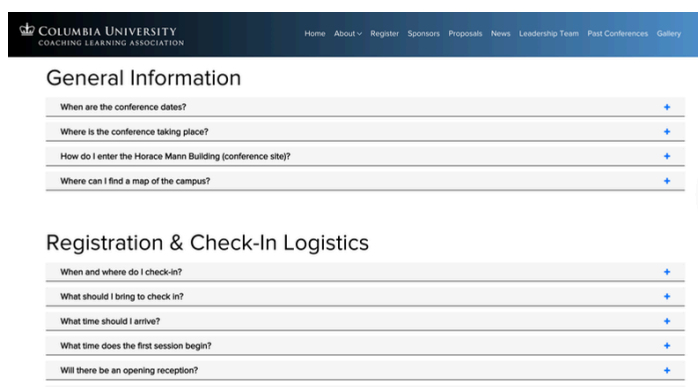 COLUMBIA UNIVERSITY
COACHING LEARNING ASSOCIATION
Home About Register Sponsors Proposals News Leadership Team Past Conferences Gallery
General Information
When are the conference dates? +
Where is the conference taking place? +
How do I enter the Horace Mann Building (conference site)? +
Where can I find a map of the campus? +
Registration & Check-In Logistics
When and where do I check-in? +
What should I bring to check in? +
What time should I arrive? +
What time does the first session begin? +
Will there be an opening reception? +